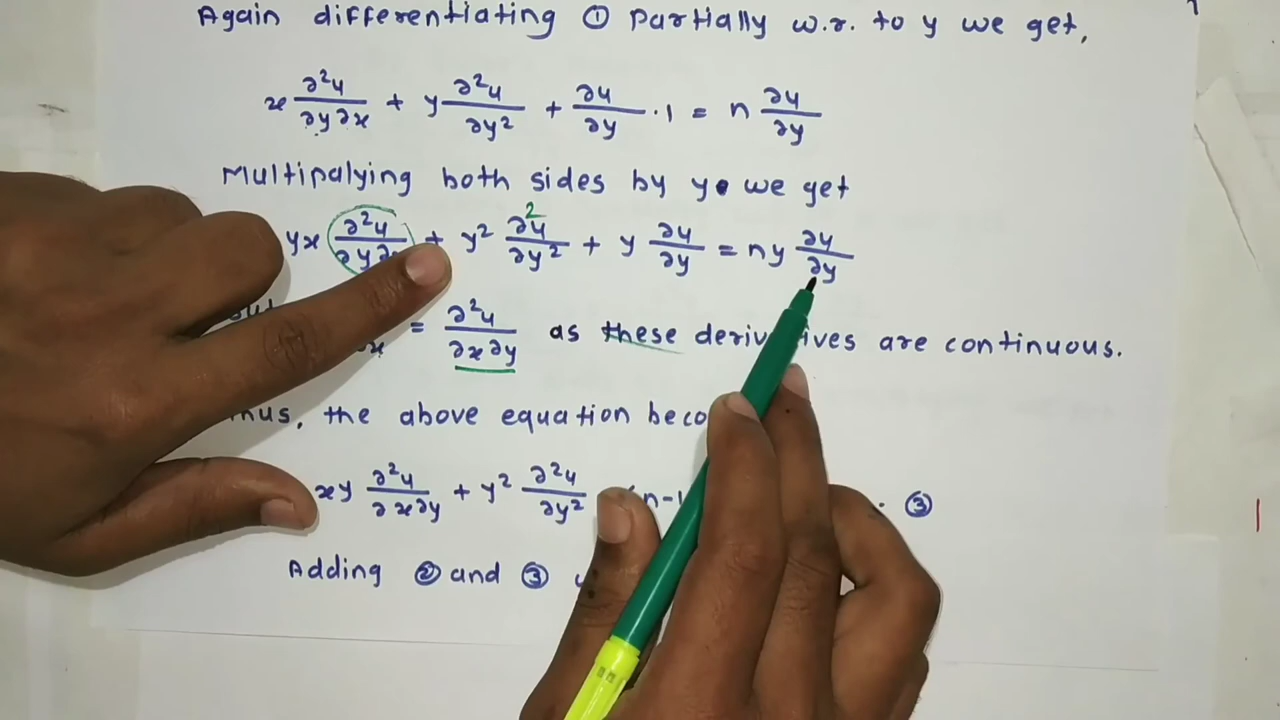 Again differentiating ① partially w.r. to y we get,
x ∂²u/∂y∂x + y ∂²u/∂y² + ∂u/∂y · 1 = n ∂u/∂y
Multipalying both sides by y we get
yx ∂²u/∂y∂ + y² ∂²u/∂y² + y ∂u/∂y = ny ∂u/∂y
= ∂²u/∂x∂y as these derivatives are continuous.
the above equation
xy ∂²u/∂x∂y + y² ∂²u/∂y² ③
Adding ② and ③